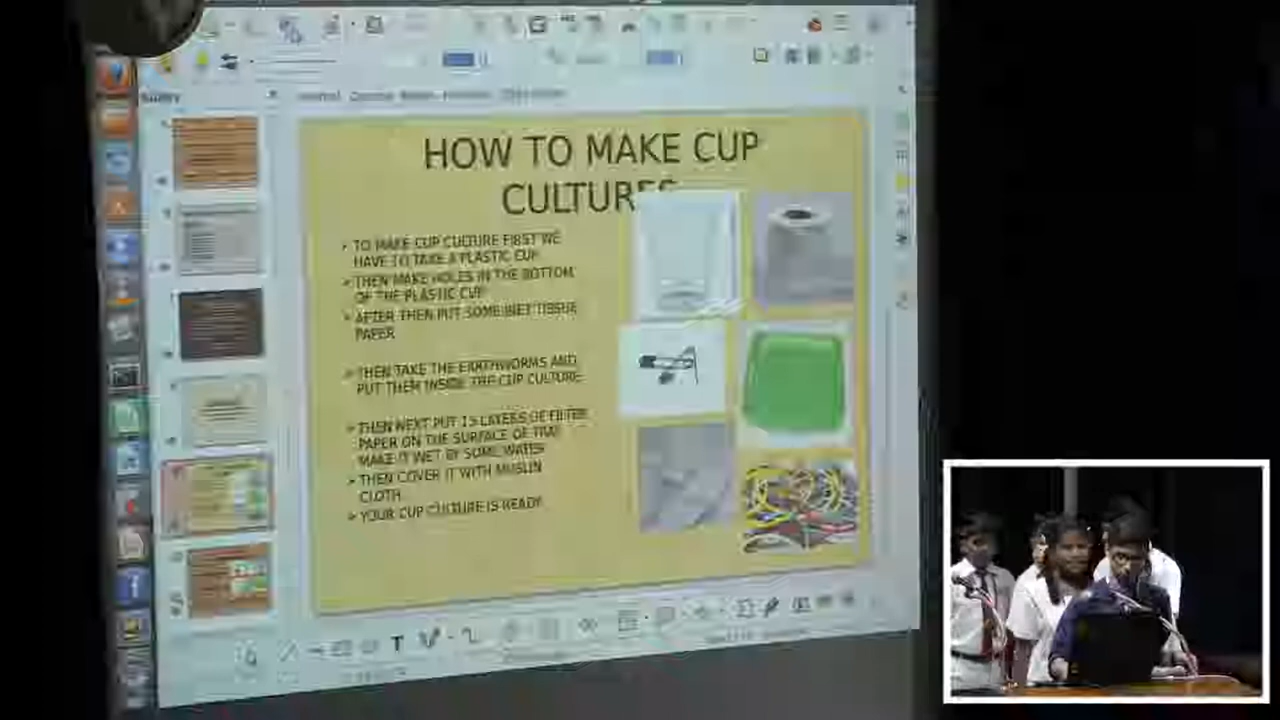 HOW TO MAKE CUP
CULTURES
TO MAKE CUP CULTURE FIRST WE
HAVE TO TAKE A PLASTIC CUP
THEN MAKE HOLES IN THE BOTTOM
OF THE PLASTIC CUP
AFTER THEN PUT SOME WET TISSUE
PAPER
THEN TAKE THE EARTHWORMS AND
PUT THEM INSIDE THE CUP CULTURE
THEN NEXT PUT 15 LAYERS OF FILTER
PAPER ON THE SURFACE OF THAT
MAKE IT WET BY SOME WATER
THEN COVER IT WITH MUSLIN
CLOTH
YOUR CUP CULTURE IS READY